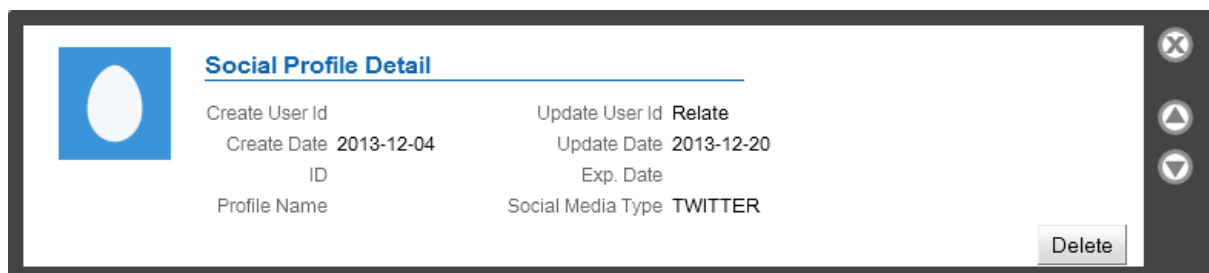 Social Profile Detail
Create User Id Update User Id Relate
Create Date 2013-12-04 Update Date 2013-12-20
ID Exp. Date
Profile Name Social Media Type TWITTER
Delete